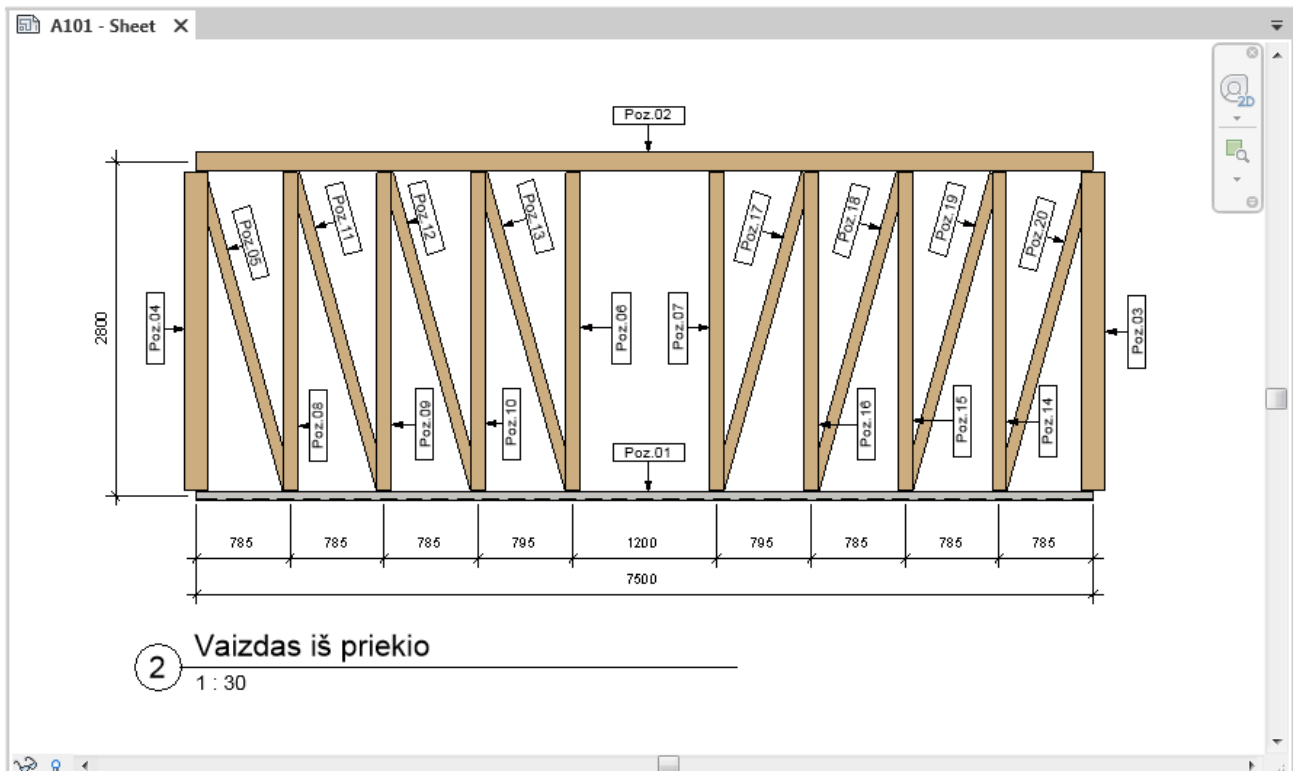 A101 - Sheet
2D
Poz.02
Poz.05
Poz.11
Poz.12
Poz.13
Poz.17
Poz.18
Poz.19
Poz.20
2800
Poz.04
Poz.06
Poz.07
Poz.03
Poz.08
Poz.09
Poz.10
Poz.16
Poz.15
Poz.14
Poz.01
785 785 785 795 1200 795 785 785 785
7500
2 Vaizdas iš priekio
1 : 30